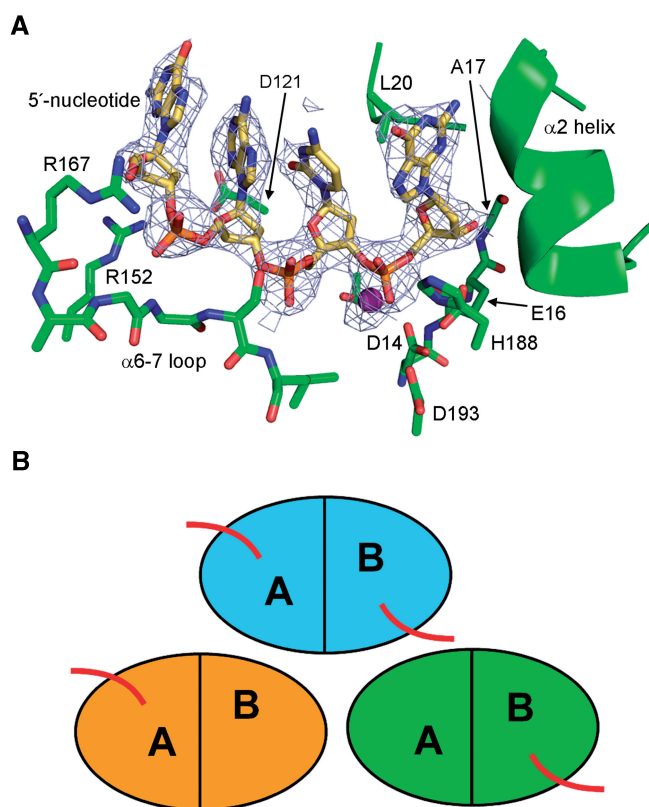 A
5′-nucleotide
D121
L20
A17
α2 helix
R167
R152
E16
D14
H188
α6-7 loop
D193
B
A B
A B
A B